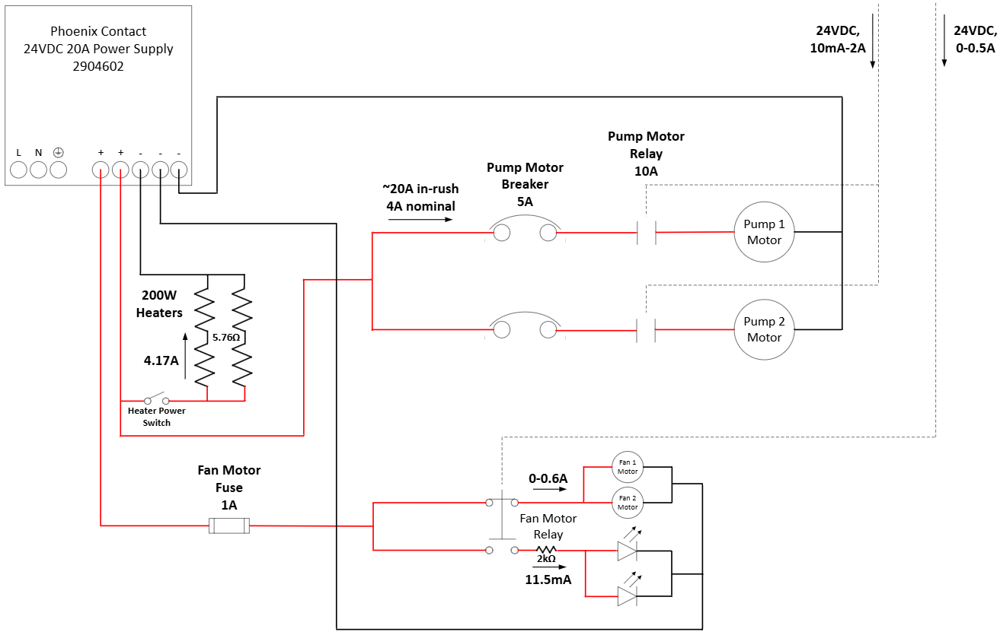 Phoenix Contact
24VDC 20A Power Supply
2904602
L N
+ + - - -
24VDC,
10mA-2A
24VDC,
0-0.5A
Pump Motor
Relay
10A
Pump Motor
Breaker
5A
~20A in-rush
4A nominal
Pump 1
Motor
200W
Heaters
5.76Ω
4.17A
Pump 2
Motor
Heater Power
Switch
Fan Motor
Fuse
1A
0-0.6A
Fan 1
Motor
Fan 2
Motor
Fan Motor
Relay
2kΩ
11.5mA